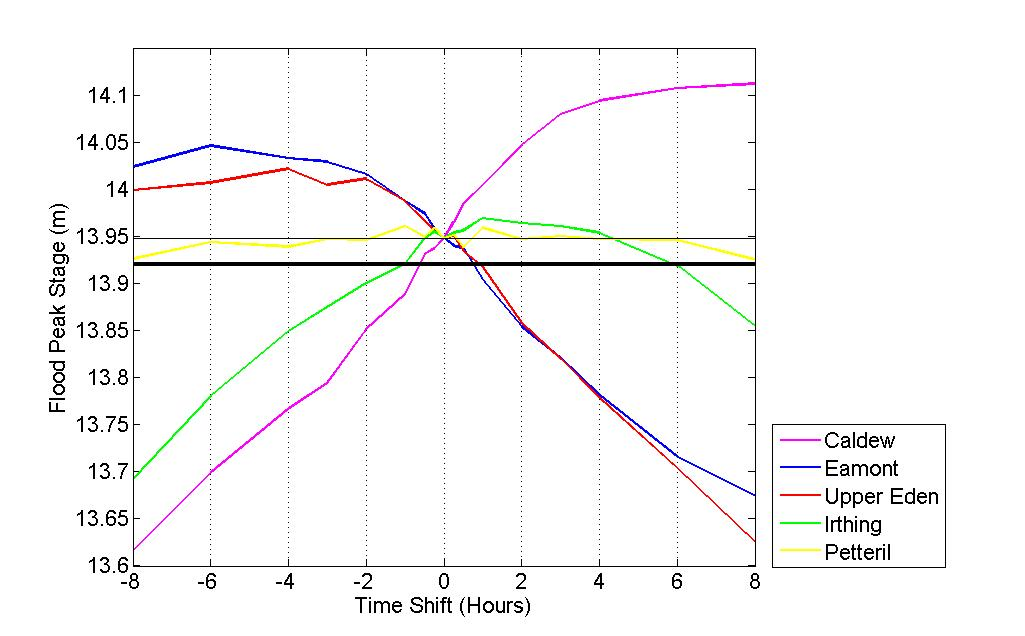 14.1
14.05
14
13.95
13.9
13.85
13.8
13.75
13.7
13.65
13.6
Flood Peak Stage (m)
-8 -6 -4 -2 0 2 4 6 8
Time Shift (Hours)
Caldew
Eamont
Upper Eden
Irthing
Petteril